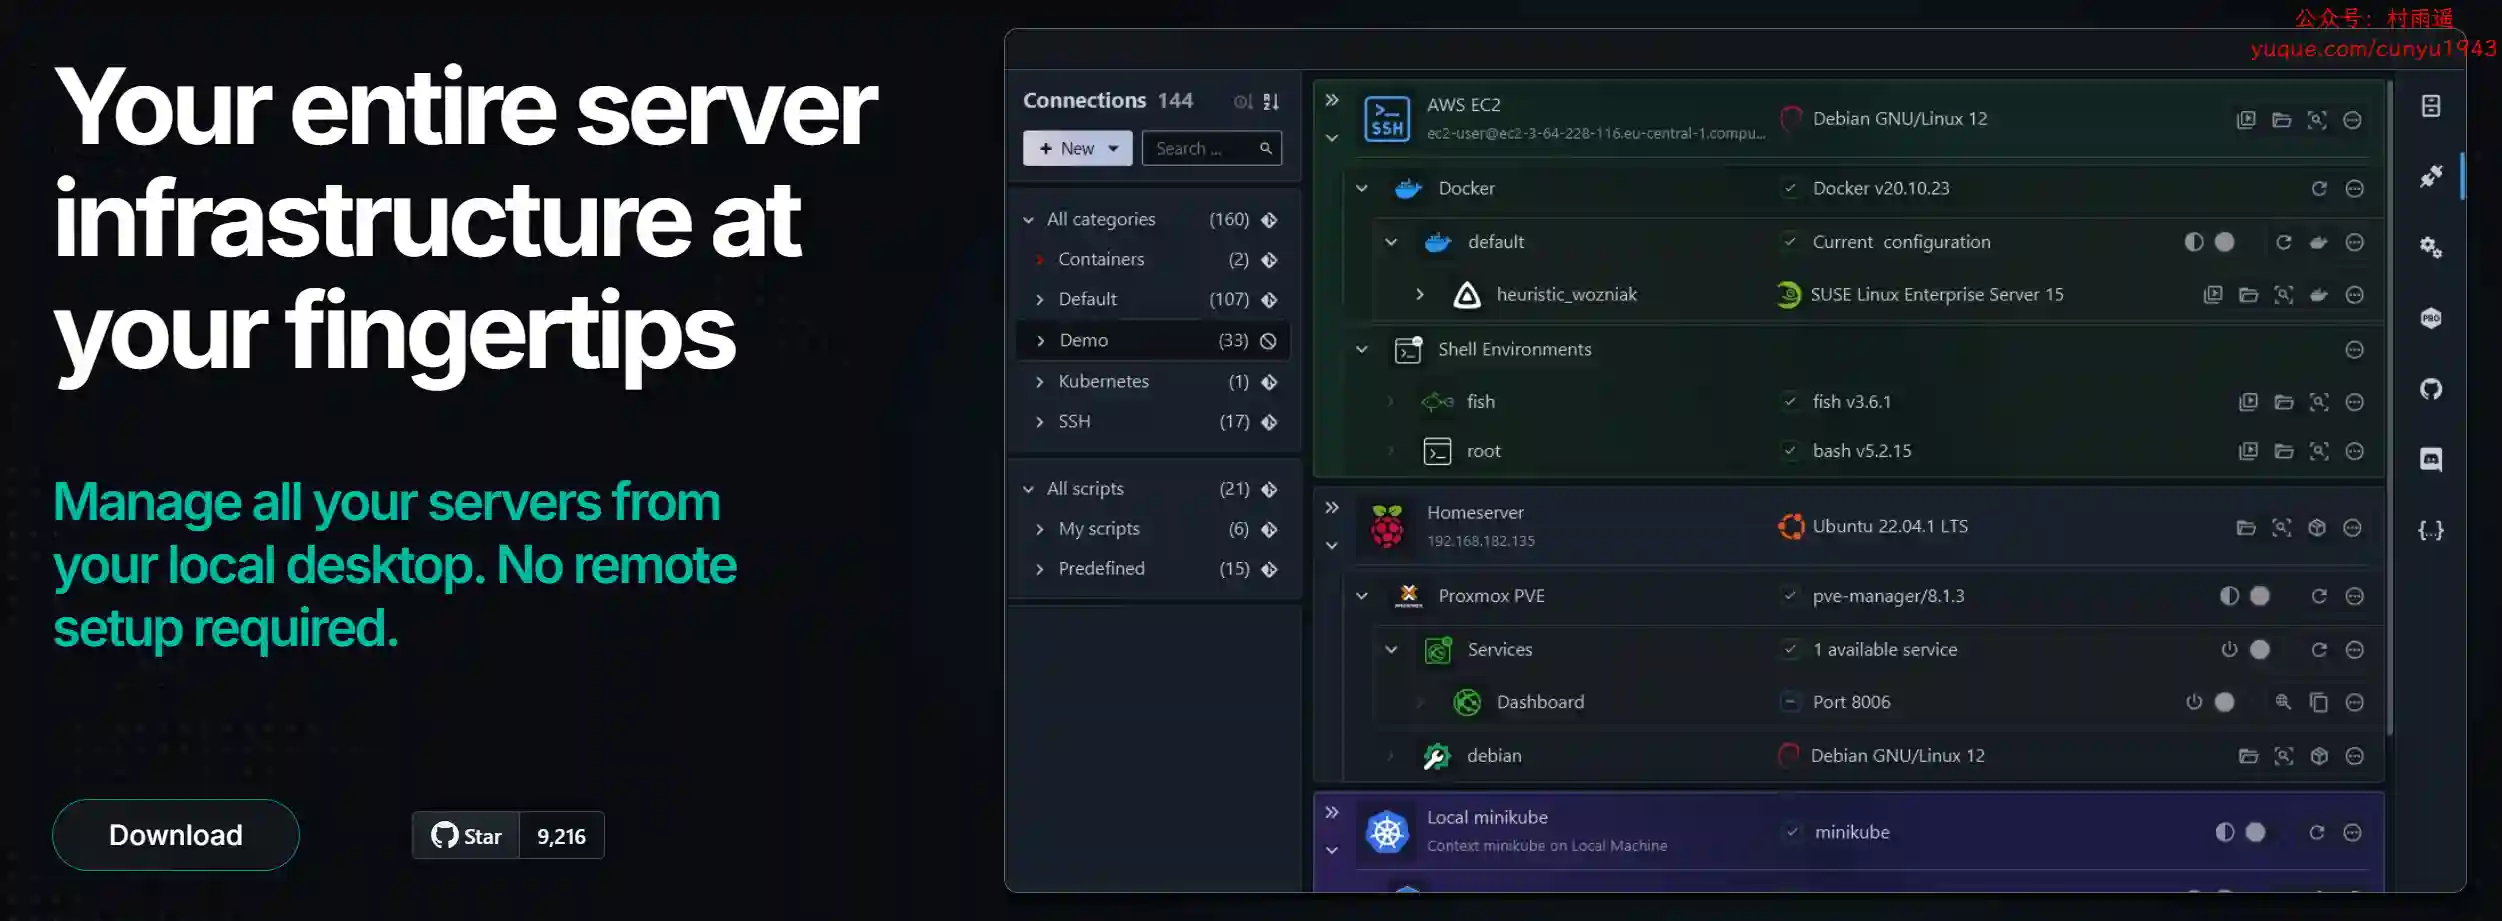 公众号：村雨遥
yuque.com/cunyu1943
Your entire server
infrastructure at
your fingertips
Manage all your servers from
your local desktop. No remote
setup required.
Download
Star 9,216
Connections 144
+ New
Search ...
All categories (160)
Containers (2)
Default (107)
Demo (33)
Kubernetes (1)
SSH (17)
All scripts (21)
My scripts (6)
Predefined (15)
SSH
AWS EC2
ec2-user@ec2-3-64-228-116.eu-central-1.compu...
Debian GNU/Linux 12
Docker Docker v20.10.23
default Current configuration
heuristic_wozniak SUSE Linux Enterprise Server 15
Shell Environments
fish fish v3.6.1
root bash v5.2.15
Homeserver
192.168.182.135
Ubuntu 22.04.1 LTS
Proxmox PVE pve-manager/8.1.3
Services 1 available service
Dashboard Port 8006
debian Debian GNU/Linux 12
Local minikube
Context minikube on Local Machine
minikube
PRO